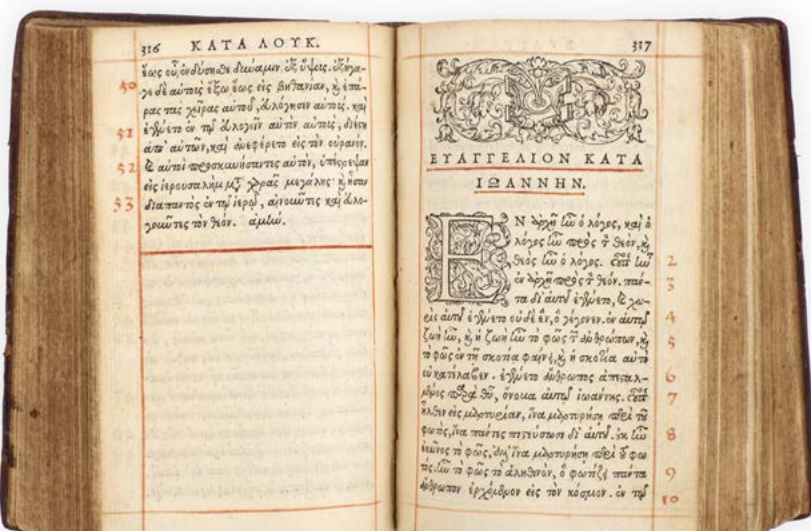 316 ΚΑΤΑ ΛΟΥΚ.
ἕως οὗ ἐνδύσησθε δύναμιν ἐξ ὕψους. ἐξήγα-
50 γε δὲ αὐτοὺς ἔξω ἕως εἰς βηθανίαν, καὶ ἐπά-
ρας τὰς χεῖρας αὐτοῦ, εὐλόγησεν αὐτούς. καὶ
51 ἐγένετο ἐν τῷ εὐλογεῖν αὐτὸν αὐτοὺς, διέστη
ἀπ' αὐτῶν, καὶ ἀνεφέρετο εἰς τὸν οὐρανόν.
52 καὶ αὐτοὶ προσκυνήσαντες αὐτὸν, ὑπέστρεψαν
εἰς ἱερουσαλὴμ μετὰ χαρᾶς μεγάλης· καὶ ἦσαν
53 διαπαντὸς ἐν τῷ ἱερῷ, αἰνοῦντες καὶ εὐλο-
γοῦντες τὸν θεόν. ἀμήν.
317
ΕΥΑΓΓΕΛΙΟΝ ΚΑΤΑ
ΙΩΑΝΝΗΝ.
ΕΝ ἀρχῇ ἦν ὁ λόγος, καὶ ὁ
λόγος ἦν πρὸς τὸν θεόν, καὶ
θεὸς ἦν ὁ λόγος. οὗτος ἦν 2
ἐν ἀρχῇ πρὸς τὸν θεόν. πάν- 3
τα δι' αὐτοῦ ἐγένετο, καὶ χω-
ρὶς αὐτοῦ ἐγένετο οὐδὲ ἕν, ὃ γέγονεν. ἐν αὐτῷ 4
ζωὴ ἦν, καὶ ἡ ζωὴ ἦν τὸ φῶς τῶν ἀνθρώπων, καὶ 5
τὸ φῶς ἐν τῇ σκοτίᾳ φαίνει, καὶ ἡ σκοτία αὐτὸ
οὐ κατέλαβεν. ἐγένετο ἄνθρωπος ἀπεσταλ- 6
μένος παρὰ θεοῦ, ὄνομα αὐτῷ ἰωάννης. οὗτος 7
ἦλθεν εἰς μαρτυρίαν, ἵνα μαρτυρήσῃ περὶ τοῦ
φωτὸς, ἵνα πάντες πιστεύσωσι δι' αὐτοῦ. οὐκ ἦν 8
ἐκεῖνος τὸ φῶς, ἀλλ' ἵνα μαρτυρήσῃ περὶ τοῦ φω
τός. ἦν τὸ φῶς τὸ ἀληθινὸν, ὃ φωτίζει πάντα 9
ἄνθρωπον ἐρχόμενον εἰς τὸν κόσμον. ἐν τῷ 10